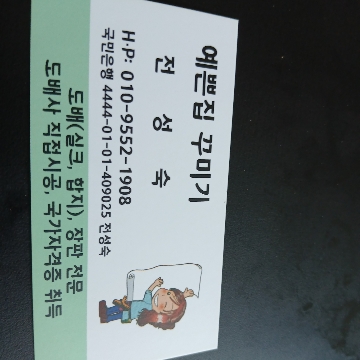 예쁜집 꾸미기
전 성 숙
H·P: 010-9552-1908
국민은행 4444-01-01-409025 전성숙
도배(실크, 합지), 장판 전문
도배사 직접시공, 국가자격증 취득